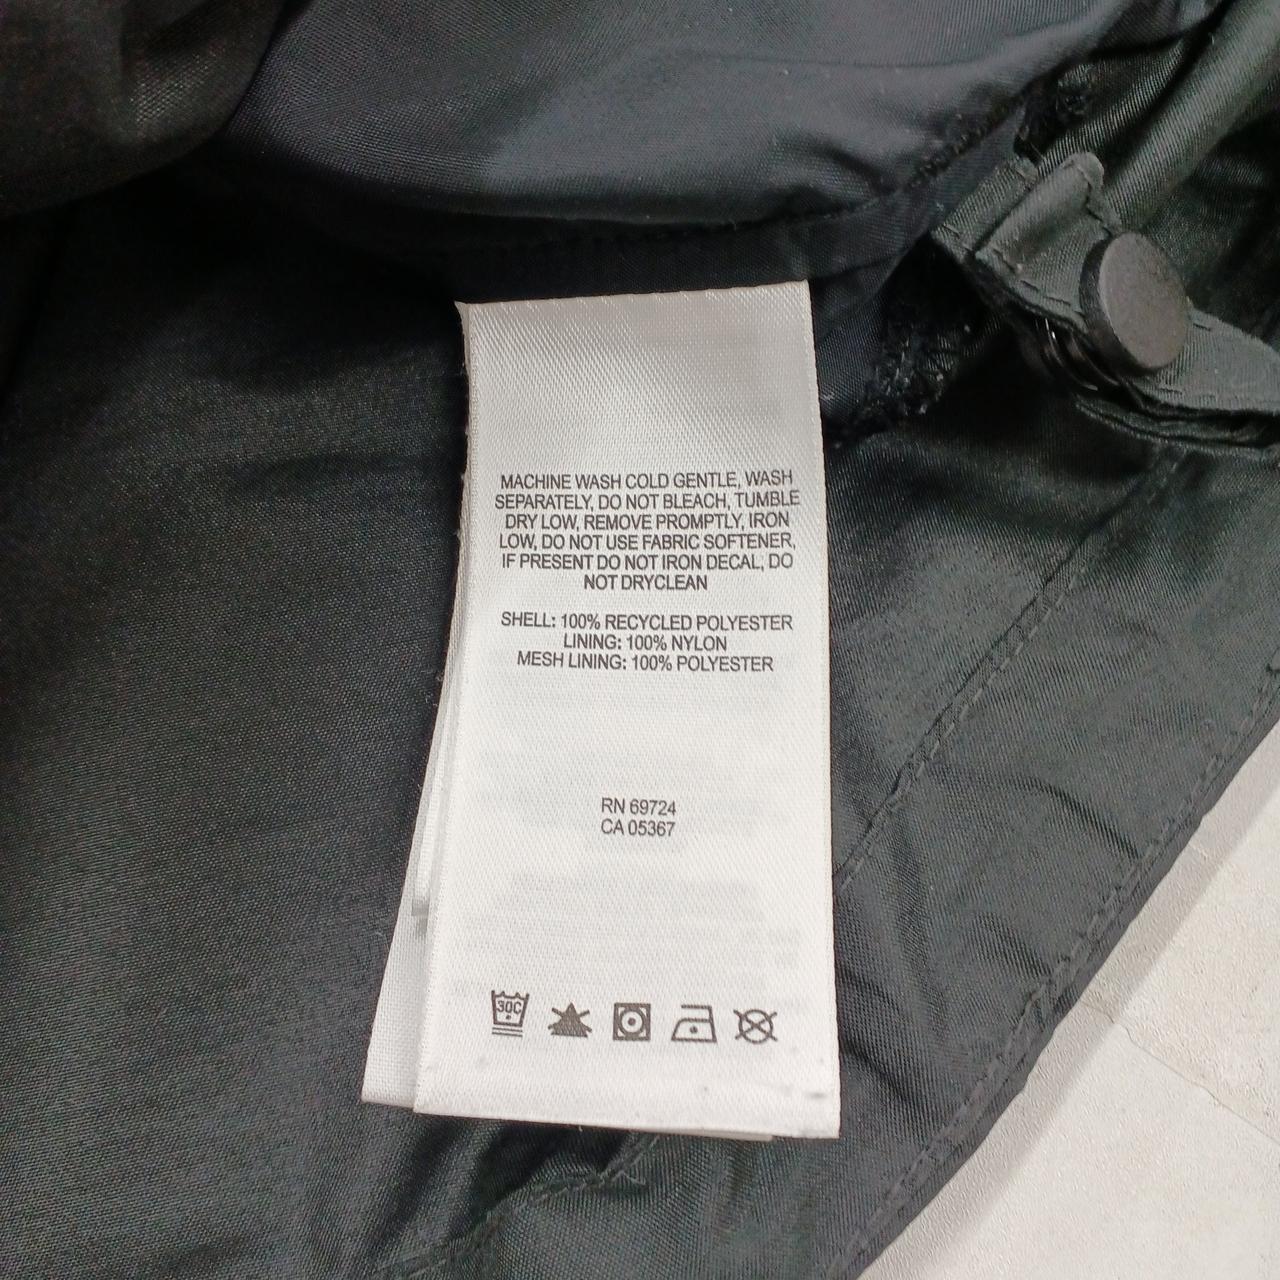 MACHINE WASH COLD GENTLE, WASH
SEPARATELY, DO NOT BLEACH, TUMBLE
DRY LOW, REMOVE PROMPTLY, IRON
LOW, DO NOT USE FABRIC SOFTENER,
IF PRESENT DO NOT IRON DECAL, DO
NOT DRYCLEAN
SHELL: 100% RECYCLED POLYESTER
LINING: 100% NYLON
MESH LINING: 100% POLYESTER
RN 69724
CA 05367
30C